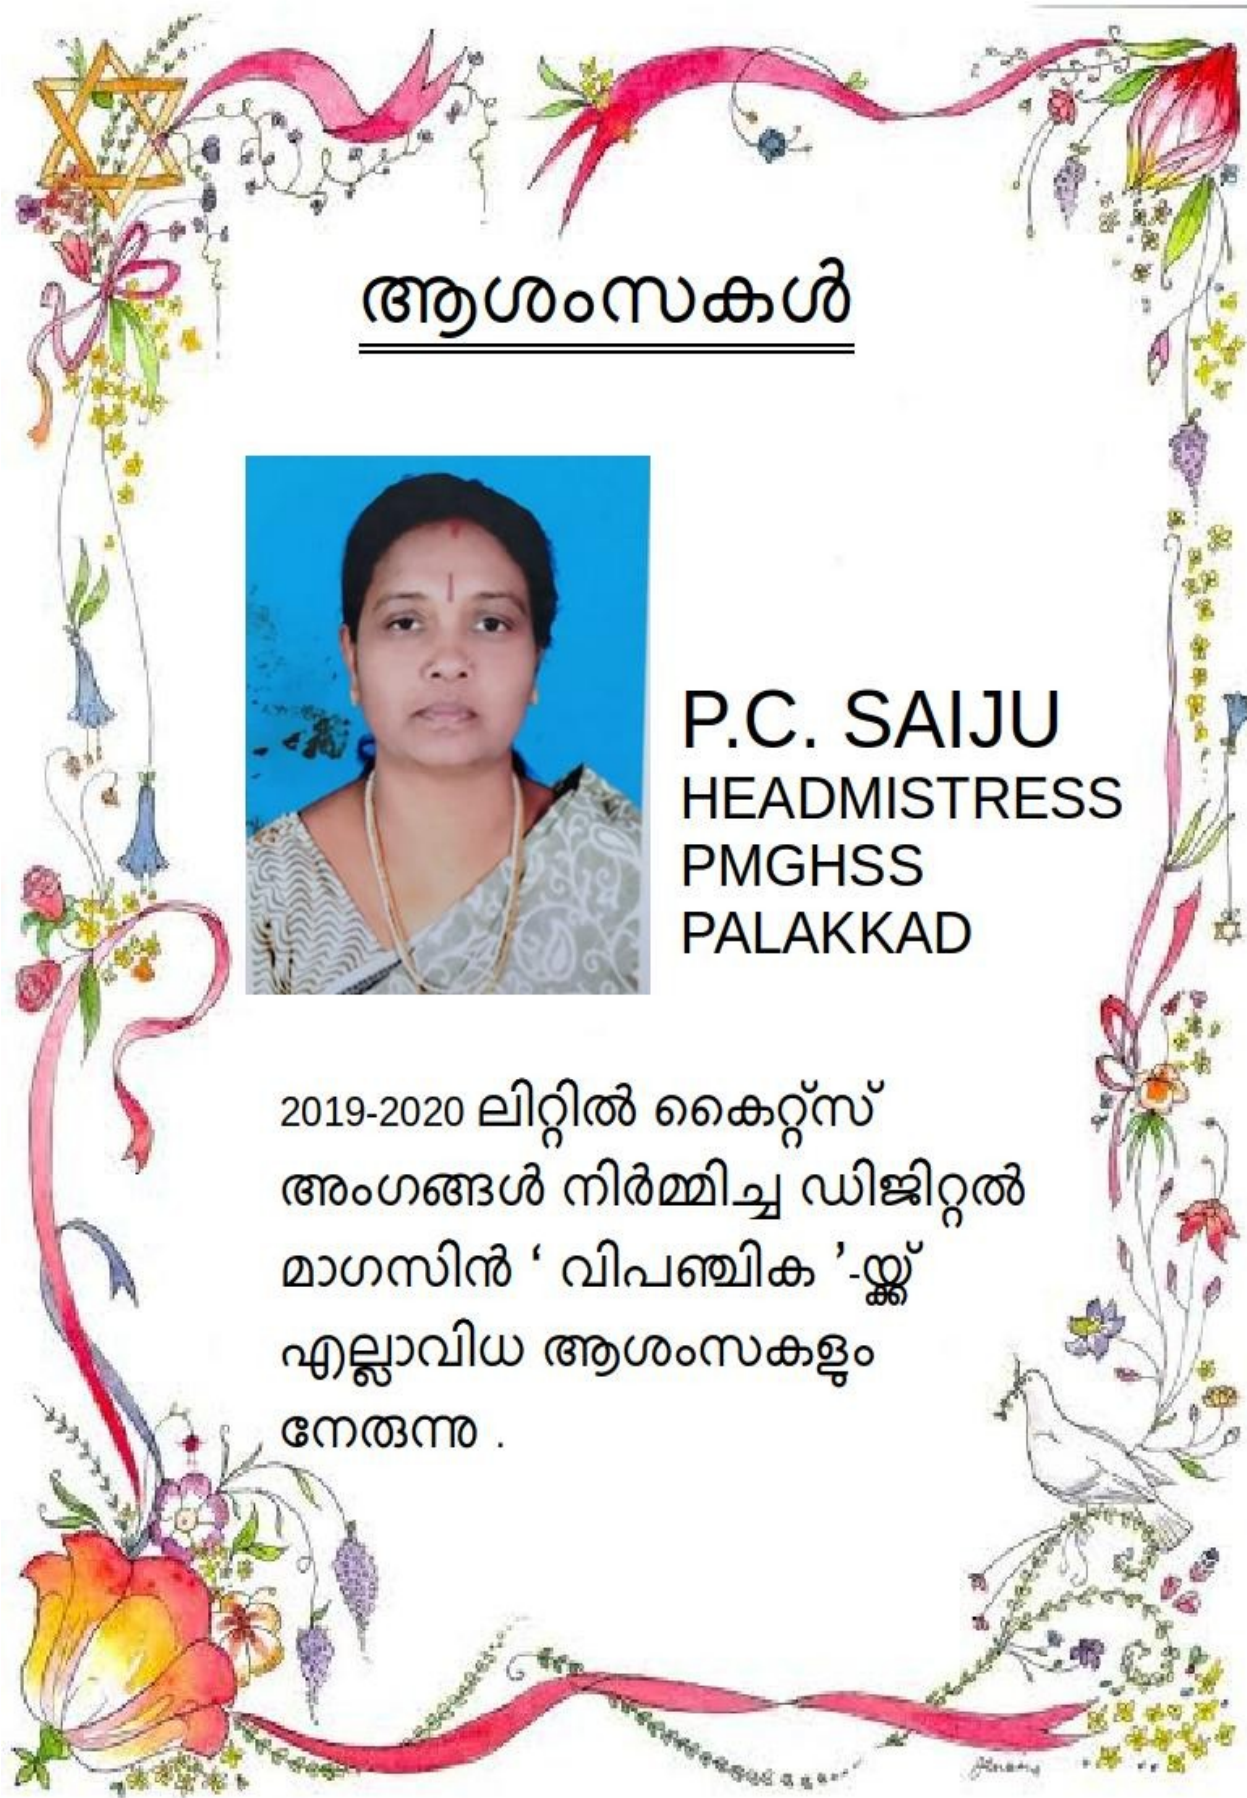 ആശംസകൾ
P.C. SAIJU
HEADMISTRESS
PMGHSS
PALAKKAD
2019-2020 ലിറ്റിൽ കൈറ്റ്സ്
അംഗങ്ങൾ നിർമ്മിച്ച ഡിജിറ്റൽ
മാഗസിൻ ‘ വിപഞ്ചിക ’-യ്ക്ക്
എല്ലാവിധ ആശംസകളും
നേരുന്നു .